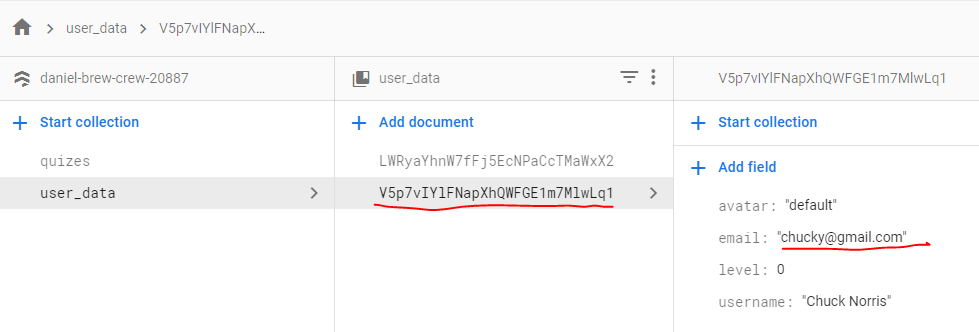 user_data > V5p7vIYlFNapX...
daniel-brew-crew-20887
Start collection
quizes
user_data
user_data
Add document
LWRyaYhnW7fFj5EcNPaCcTMaWxX2
V5p7vIYlFNapXhQWFGE1m7MlwLq1
V5p7vIYlFNapXhQWFGE1m7MlwLq1
Start collection
Add field
avatar: "default"
email: "chucky@gmail.com"
level: 0
username: "Chuck Norris"